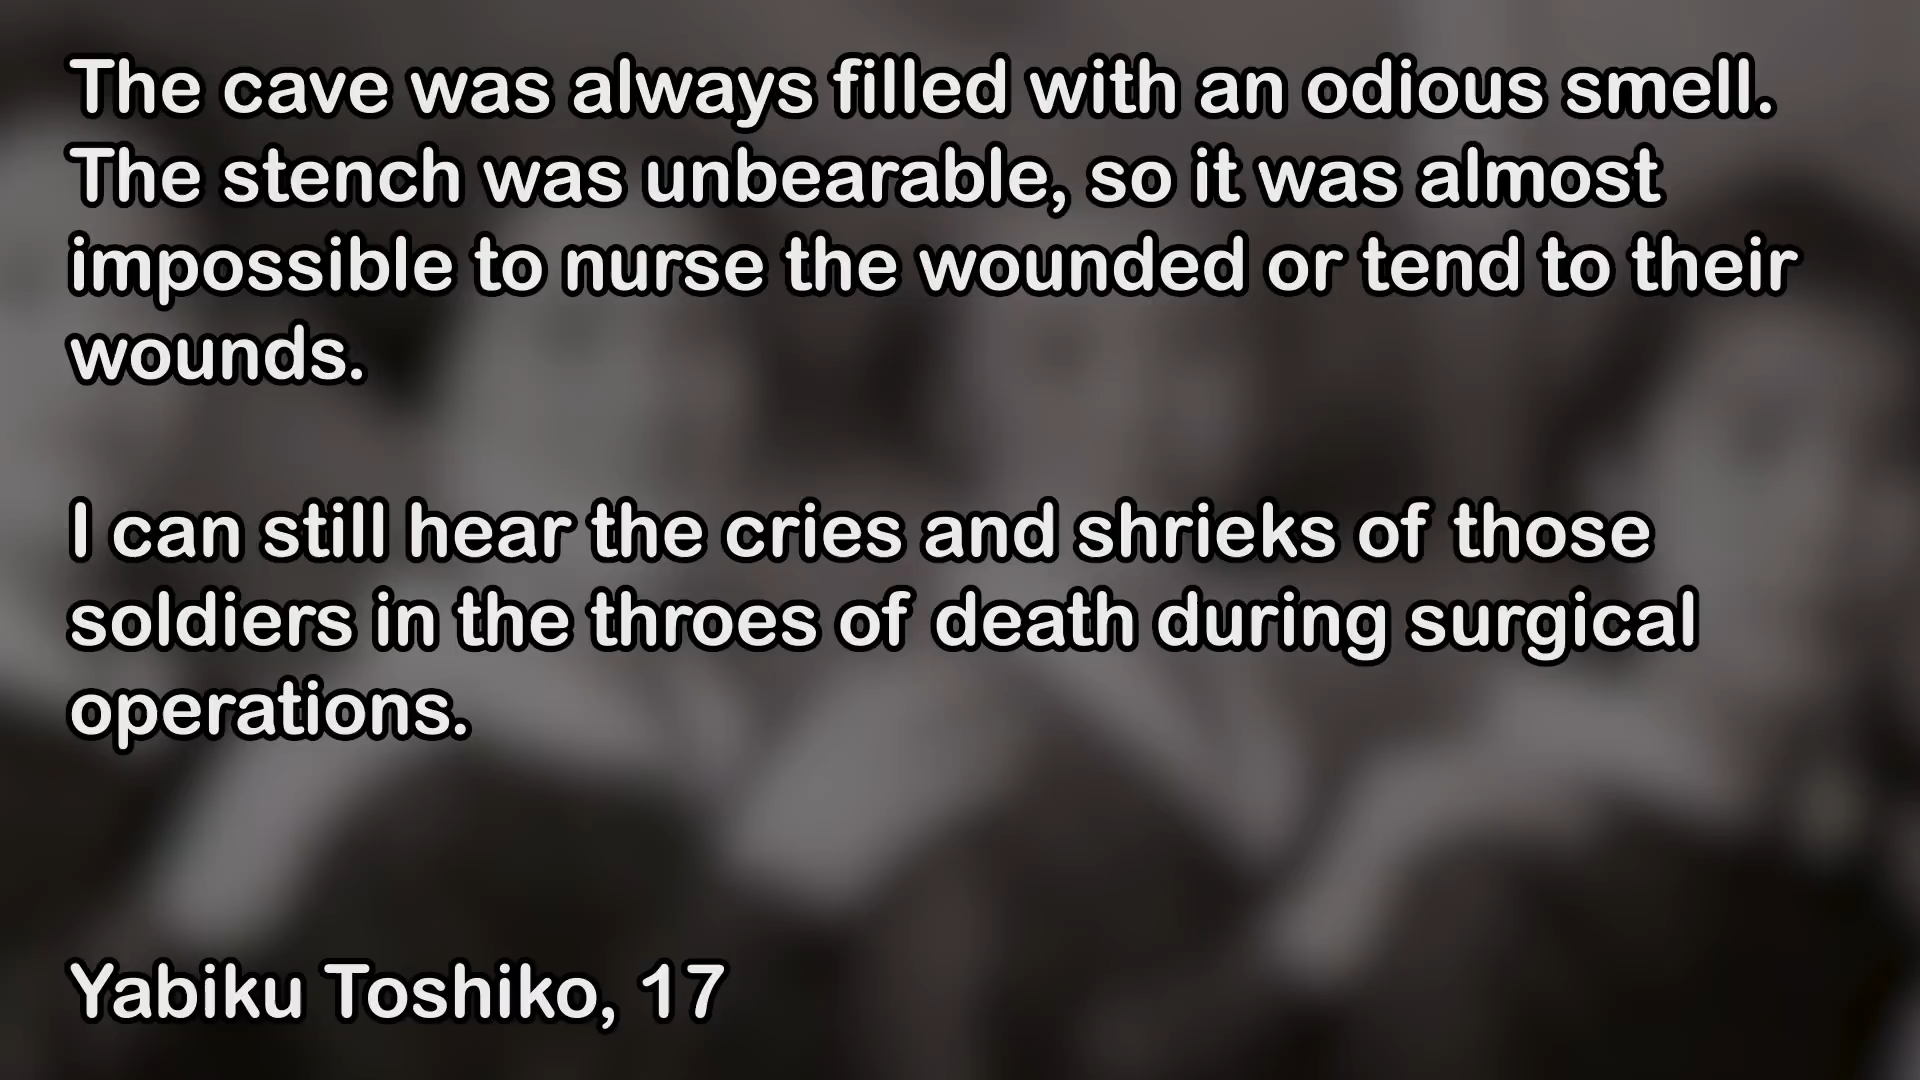 The cave was always filled with an odious smell.
The stench was unbearable, so it was almost
impossible to nurse the wounded or tend to their
wounds.
I can still hear the cries and shrieks of those
soldiers in the throes of death during surgical
operations.
Yabiku Toshiko, 17